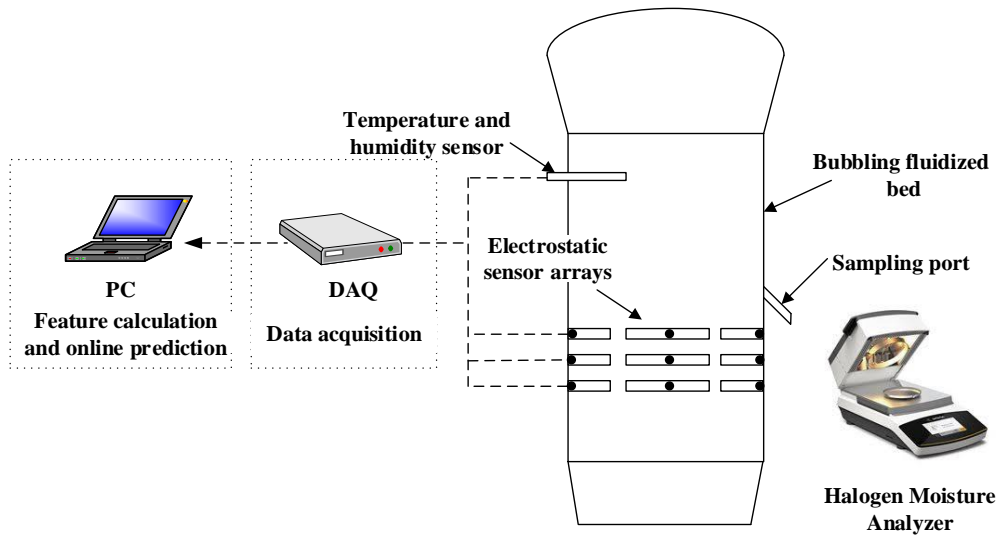 Temperature and
humidity sensor
Bubbling fluidized
bed
Electrostatic
sensor arrays
Sampling port
PC
Feature calculation
and online prediction
DAQ
Data acquisition
Halogen Moisture
Analyzer